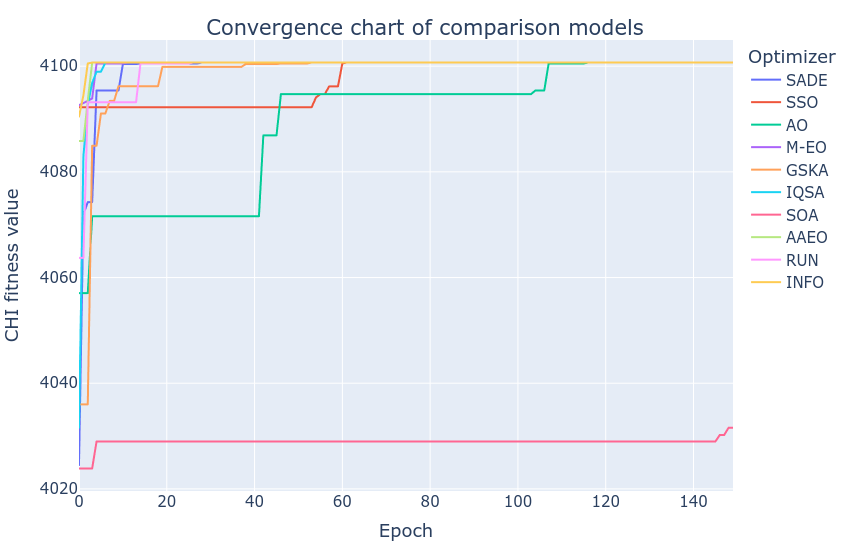 Convergence chart of comparison models
CHI fitness value
4100
4080
4060
4040
4020
0 20 40 60 80 100 120 140
Epoch
Optimizer
SADE
SSO
AO
M-EO
GSKA
IQSA
SOA
AAEO
RUN
INFO